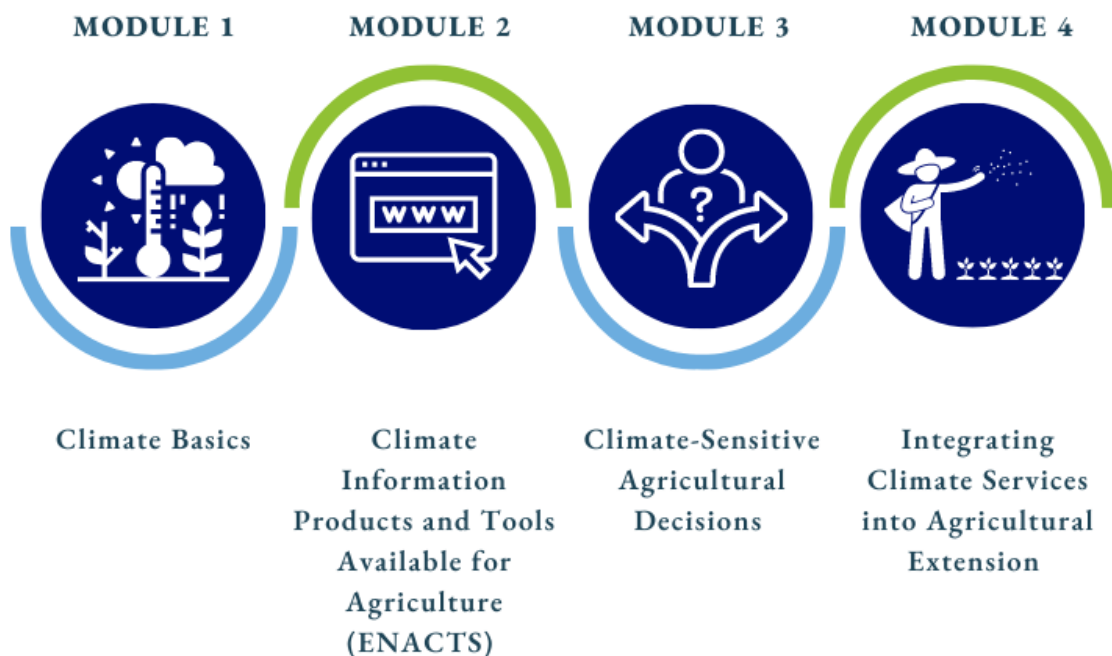 MODULE 1
MODULE 2
MODULE 3
MODULE 4
www
?
Climate Basics
Climate
Information
Products and Tools
Available for
Agriculture
(ENACTS)
Climate-Sensitive
Agricultural
Decisions
Integrating
Climate Services
into Agricultural
Extension